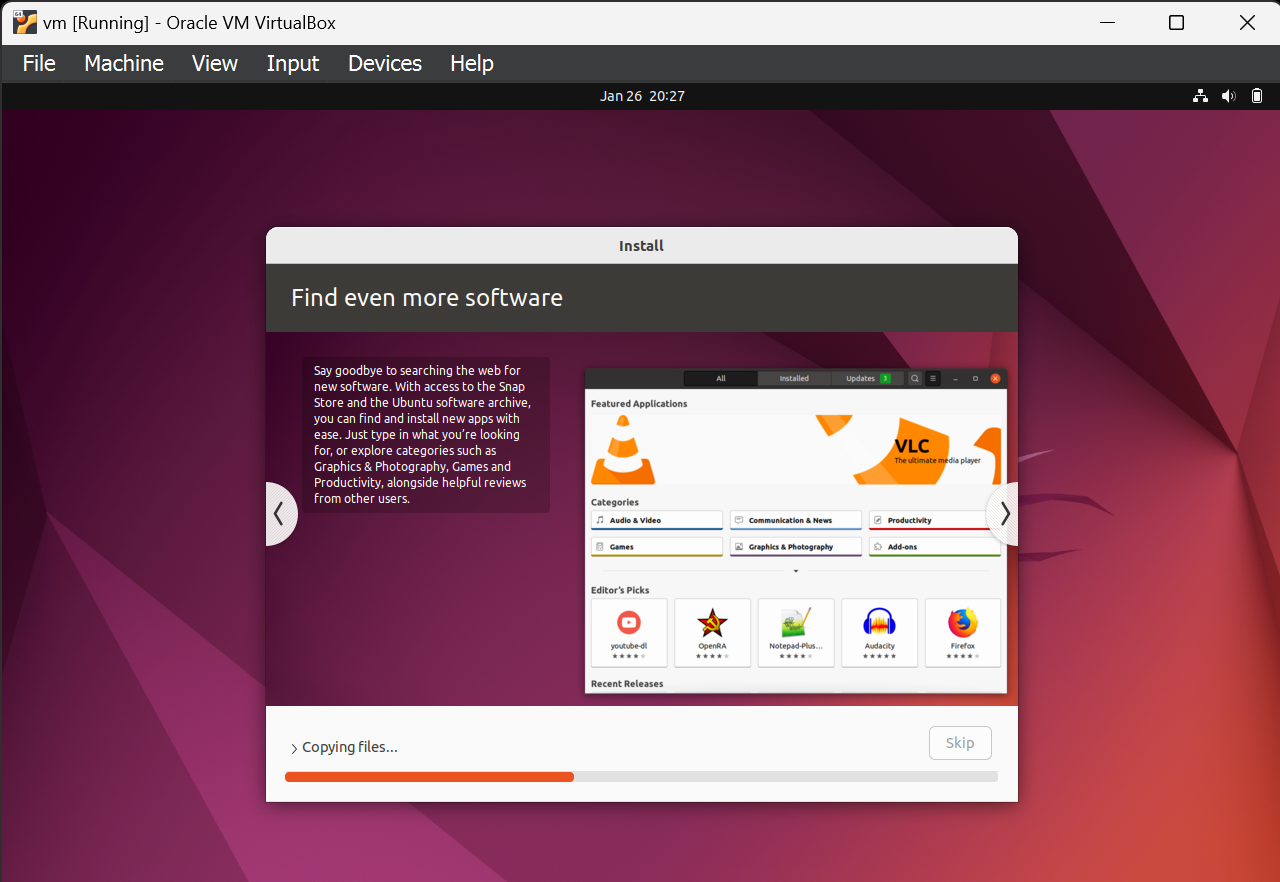 64
vm [Running] - Oracle VM VirtualBox
File Machine View Input Devices Help
Jan 26 20:27
Install
Find even more software
Say goodbye to searching the web for
new software. With access to the Snap
Store and the Ubuntu software archive,
you can find and install new apps with
ease. Just type in what you’re looking
for, or explore categories such as
Graphics & Photography, Games and
Productivity, alongside helpful reviews
from other users.
All Installed Updates 3
Featured Applications
VLC
The ultimate media player
Categories
Audio & Video Communication & News Productivity
Games Graphics & Photography Add-ons
Editor’s Picks
youtube-dl OpenRA Notepad-Plus... Audacity Firefox
Recent Releases
Copying files...
Skip